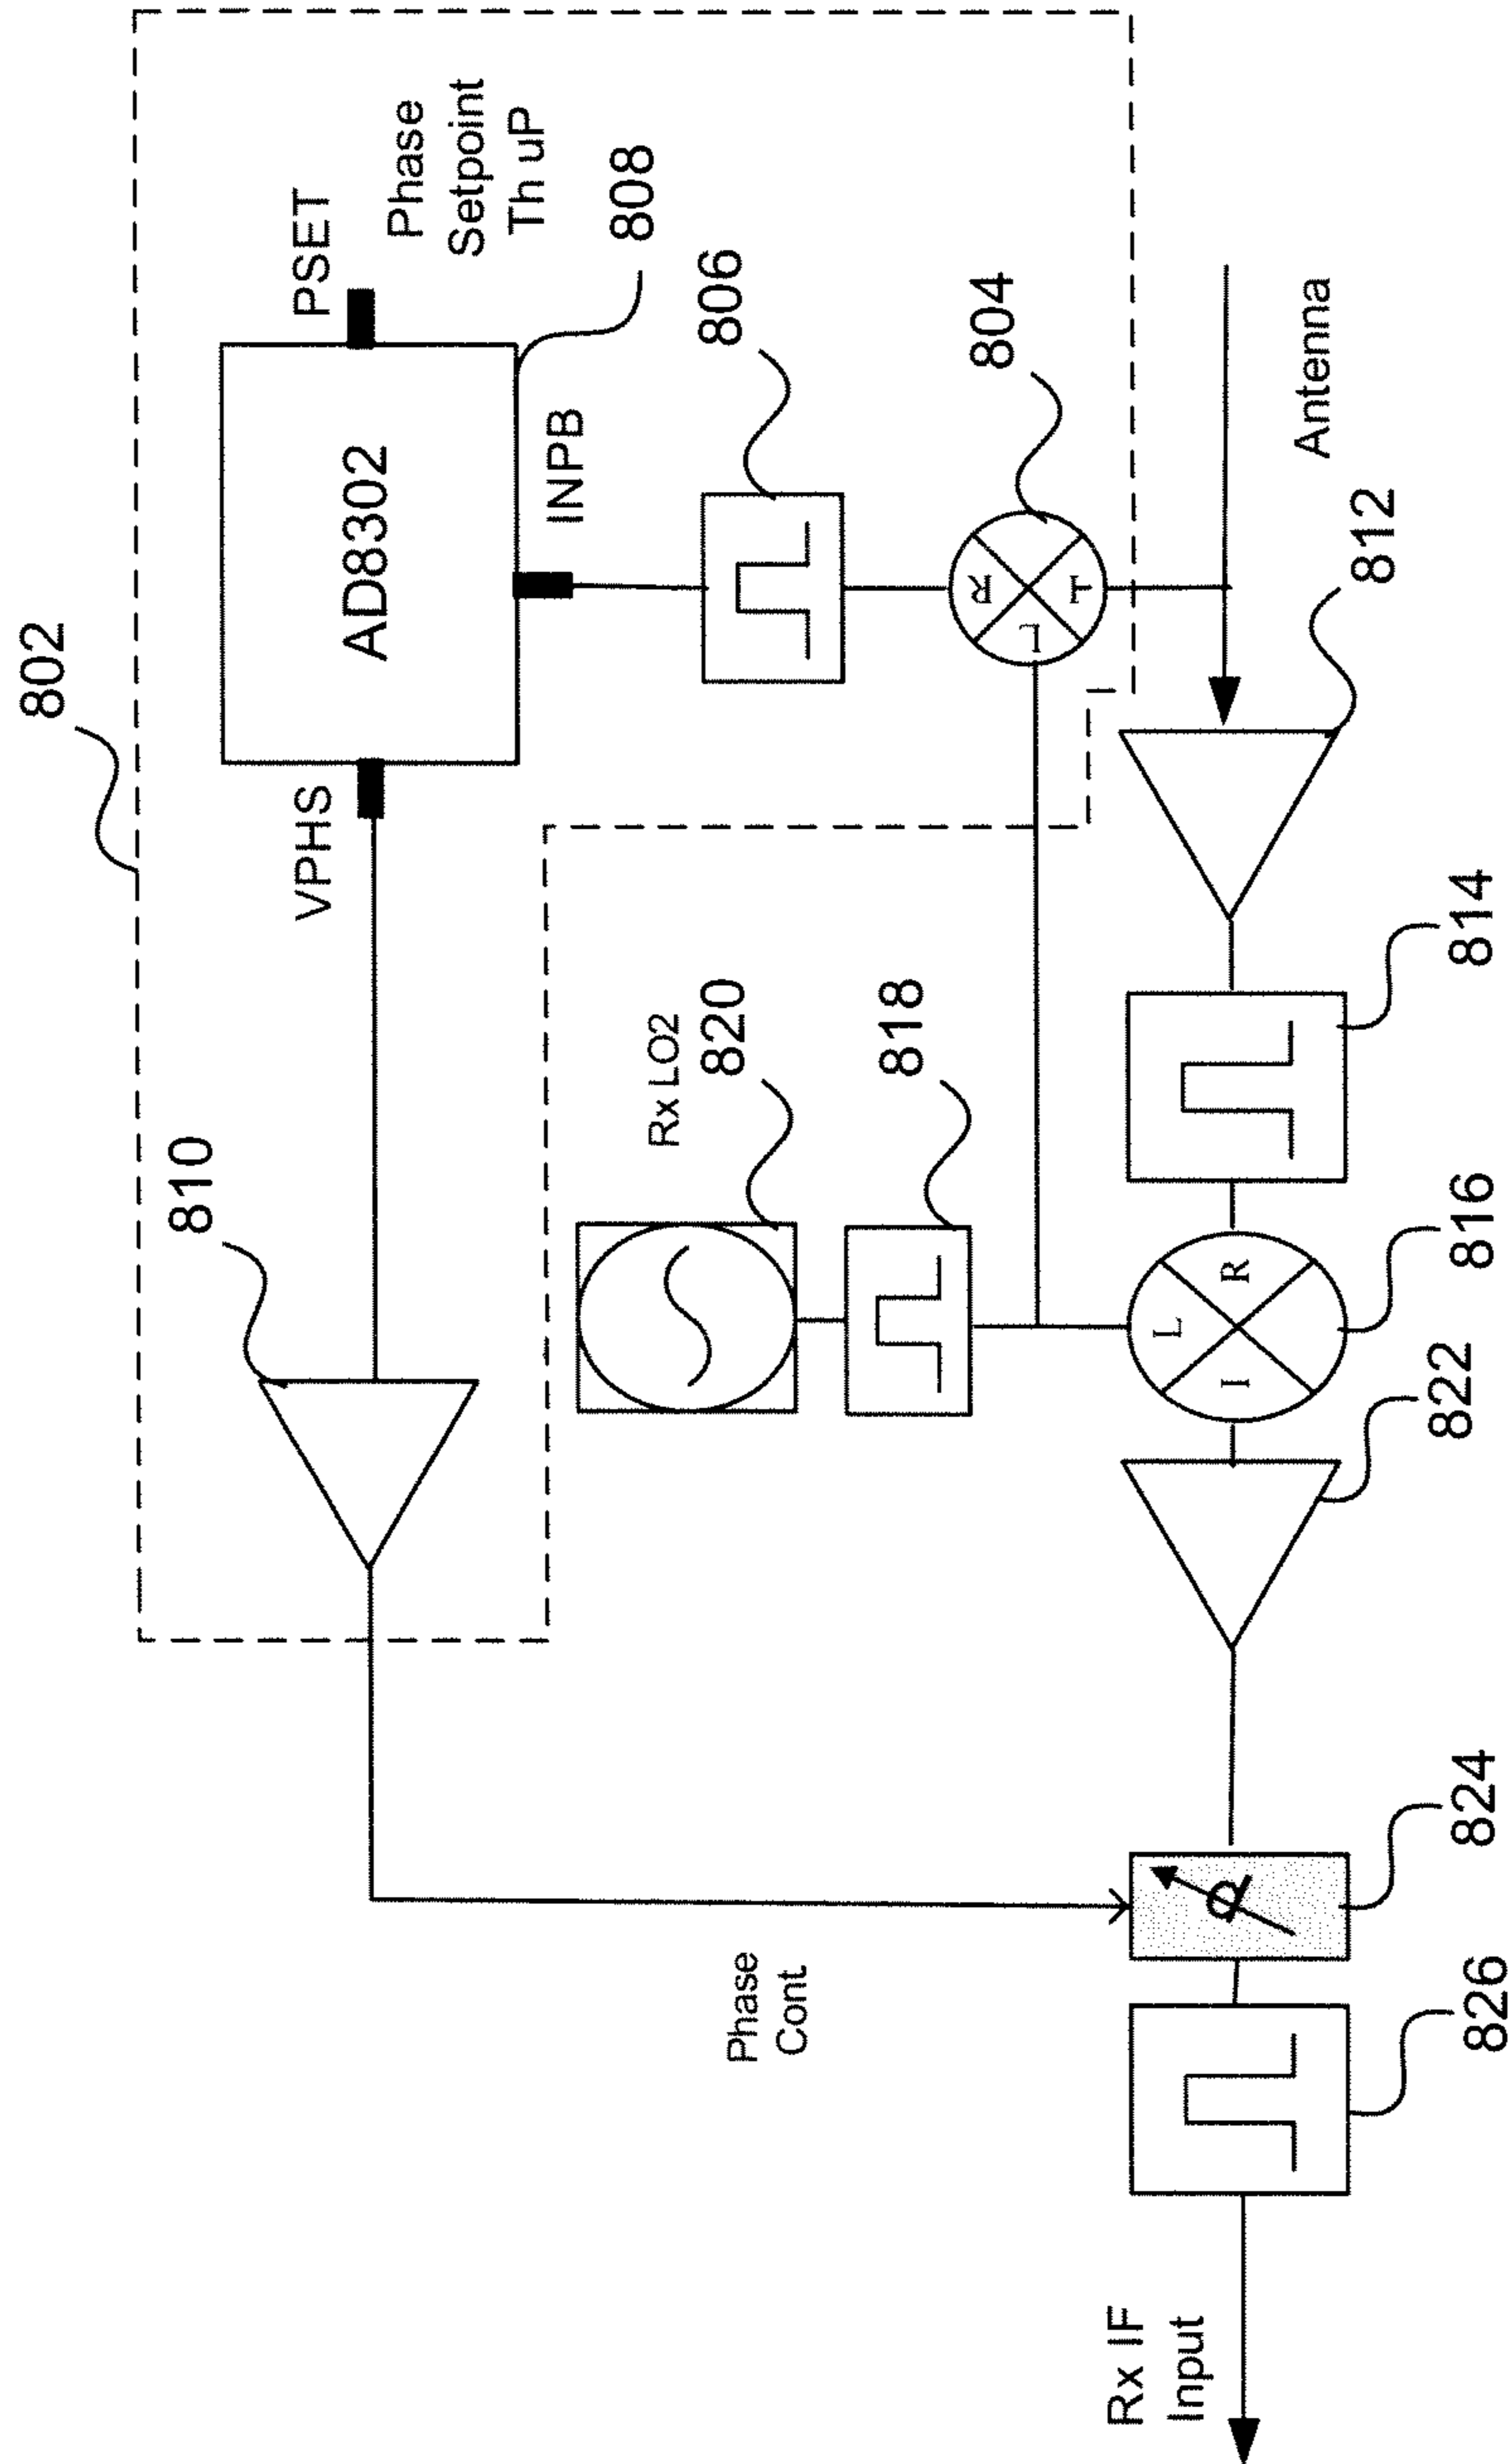 802
810
VPHS
PSET
AD8302
Phase
Setpoint
Th uP
INPB
808
Rx LO2
820
806
Phase
Cont
818
R
804
L
I
Rx IF
Input
L
I
R
Antenna
Φ
826
824
822
816
814
812